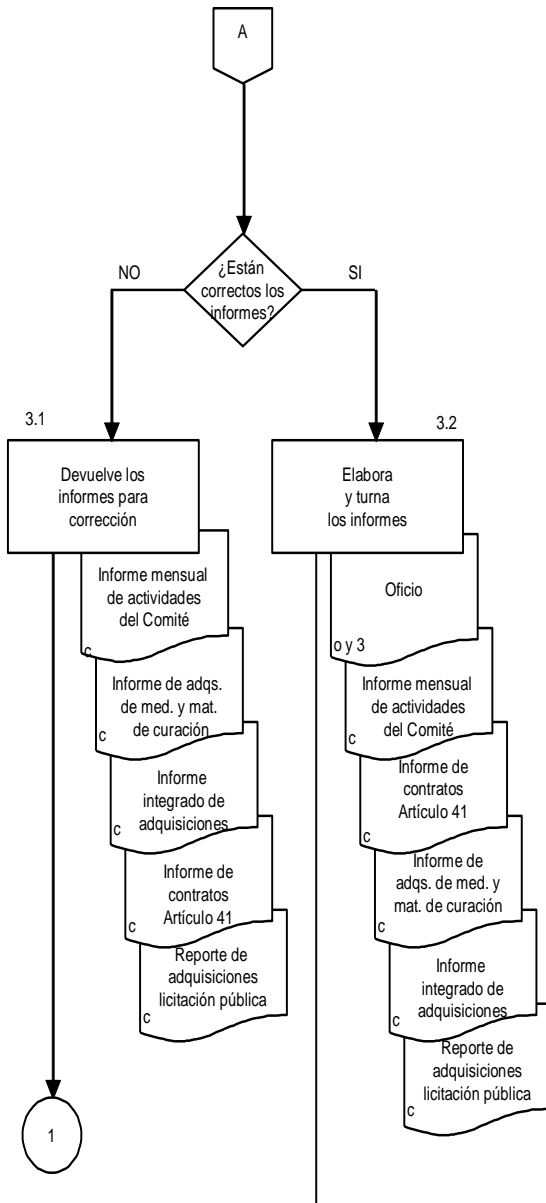 A
¿Están
correctos los
informes?
NO
SI
3.1
Devuelve los
informes para
corrección
Informe mensual
de actividades
del Comité
c
Informe de adqs.
de med. y mat.
de curación
c
Informe
integrado de
adquisiciones
c
Informe de
contratos
Artículo 41
c
Reporte de
adquisiciones
licitación pública
c
1
3.2
Elabora
y turna
los informes
Oficio
o y 3
Informe mensual
de actividades
del Comité
c
Informe de
contratos
Artículo 41
c
Informe de
adqs. de med. y
mat. de curación
c
Informe
integrado de
adquisiciones
c
Reporte de
adquisiciones
licitación pública
c